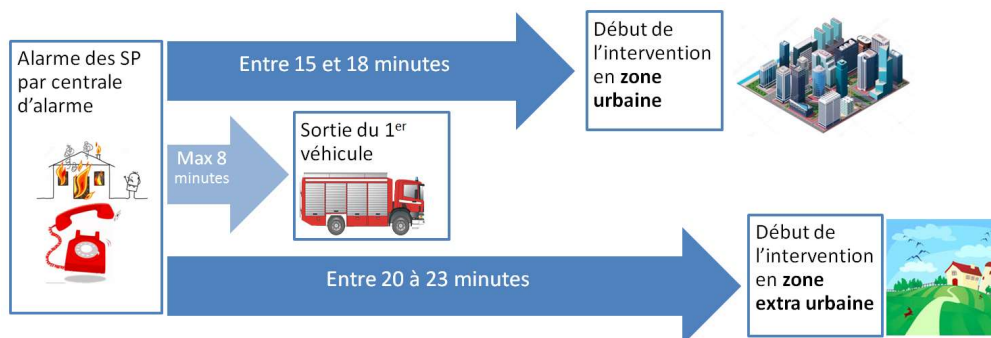 Alarme des SP
par centrale
d'alarme
Entre 15 et 18 minutes
Début de
l'intervention
en zone
urbaine
Max 8
minutes
Sortie du 1er
véhicule
Entre 20 à 23 minutes
Début de
l'intervention
en zone
extra urbaine